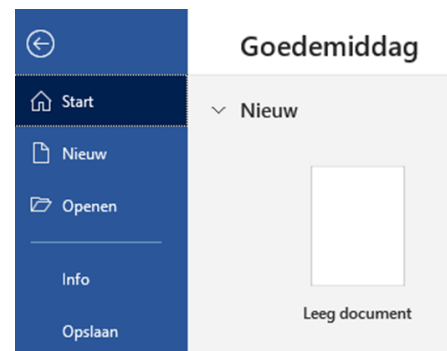 Goedemiddag
Start
Nieuw
Nieuw
Openen
Leeg document
Info
Opslaan